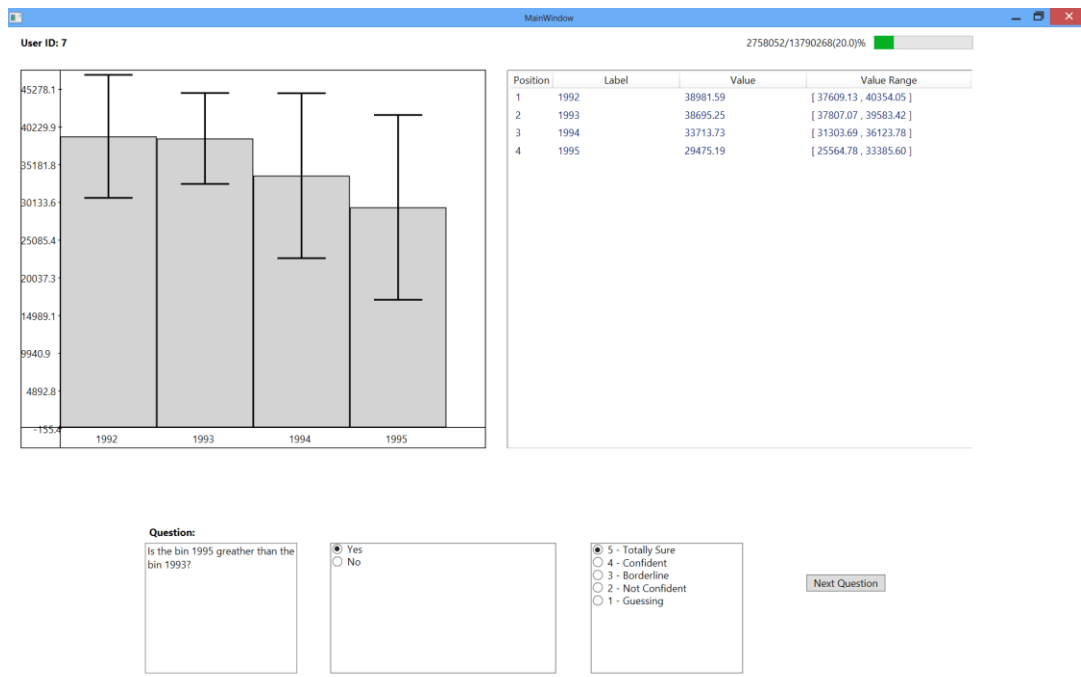 MainWindow
User ID: 7
2758052/13790268(20.0)%
45278.1
40229.9
35181.8
30133.6
25085.4
20037.3
14989.1
9940.9
4892.8
-155.4
1992 1993 1994 1995
Position Label Value Value Range
1 1992 38981.59 [ 37609.13 , 40354.05 ]
2 1993 38695.25 [ 37807.07 , 39583.42 ]
3 1994 33713.73 [ 31303.69 , 36123.78 ]
4 1995 29475.19 [ 25564.78 , 33385.60 ]
Question:
Is the bin 1995 greather than the
bin 1993?
Yes
No
5 - Totally Sure
4 - Confident
3 - Borderline
2 - Not Confident
1 - Guessing
Next Question